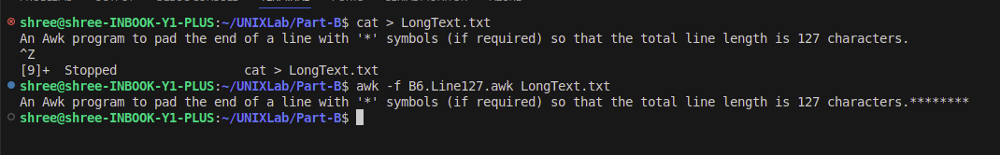 shree@shree-INBOOK-Y1-PLUS:~/UNIXLab/Part-B$ cat > LongText.txt
An Awk program to pad the end of a line with '*' symbols (if required) so that the total line length is 127 characters.
^Z
[9]+  Stopped                 cat > LongText.txt
shree@shree-INBOOK-Y1-PLUS:~/UNIXLab/Part-B$ awk -f B6.Line127.awk LongText.txt
An Awk program to pad the end of a line with '*' symbols (if required) so that the total line length is 127 characters.********
shree@shree-INBOOK-Y1-PLUS:~/UNIXLab/Part-B$